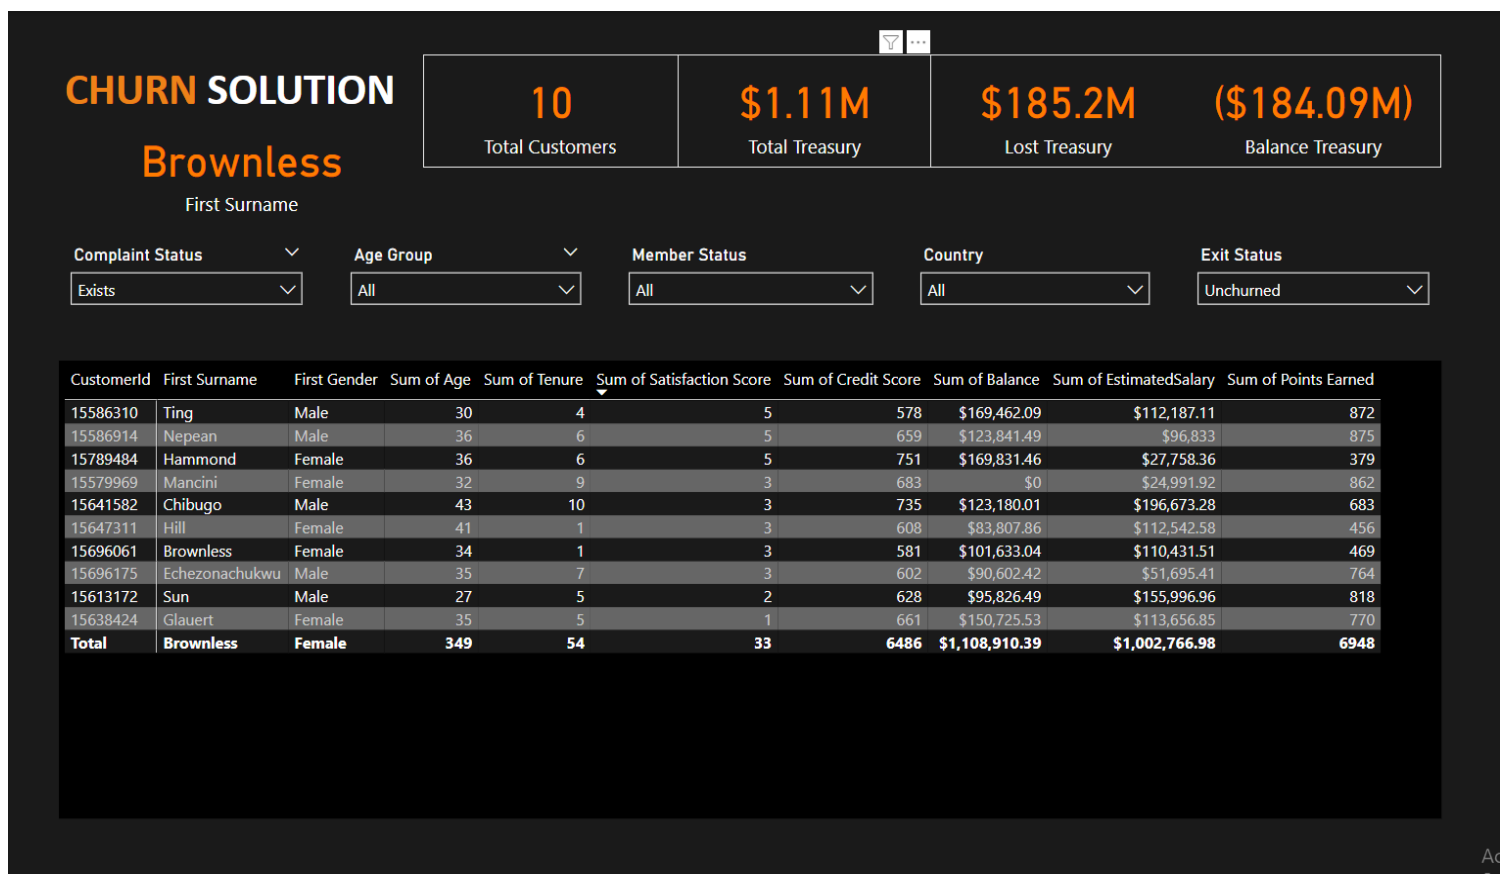 CHURN SOLUTION
Brownless
First Surname
10
Total Customers
$1.11M
Total Treasury
$185.2M
Lost Treasury
($184.09M)
Balance Treasury
Complaint Status
Exists
Age Group
All
Member Status
All
Country
All
Exit Status
Unchurned
CustomerId First Surname First Gender Sum of Age Sum of Tenure Sum of Satisfaction Score Sum of Credit Score Sum of Balance Sum of EstimatedSalary Sum of Points Earned
15586310 Ting Male 30 4 5 578 $169,462.09 $112,187.11 872
15586914 Nepean Male 36 6 5 659 $123,841.49 $96,833 875
15789484 Hammond Female 36 6 5 751 $169,831.46 $27,758.36 379
15579969 Mancini Female 32 9 3 683 $0 $24,991.92 862
15641582 Chibugo Male 43 10 3 735 $123,180.01 $196,673.28 683
15647311 Hill Female 41 1 3 608 $83,807.86 $112,542.58 456
15696061 Brownless Female 34 1 3 581 $101,633.04 $110,431.51 469
15696175 Echezonachukwu Male 35 7 3 602 $90,602.42 $51,695.41 764
15613172 Sun Male 27 5 2 628 $95,826.49 $155,996.96 818
15638424 Glauert Female 35 5 1 661 $150,725.53 $113,656.85 770
Total Brownless Female 349 54 33 6486 $1,108,910.39 $1,002,766.98 6948